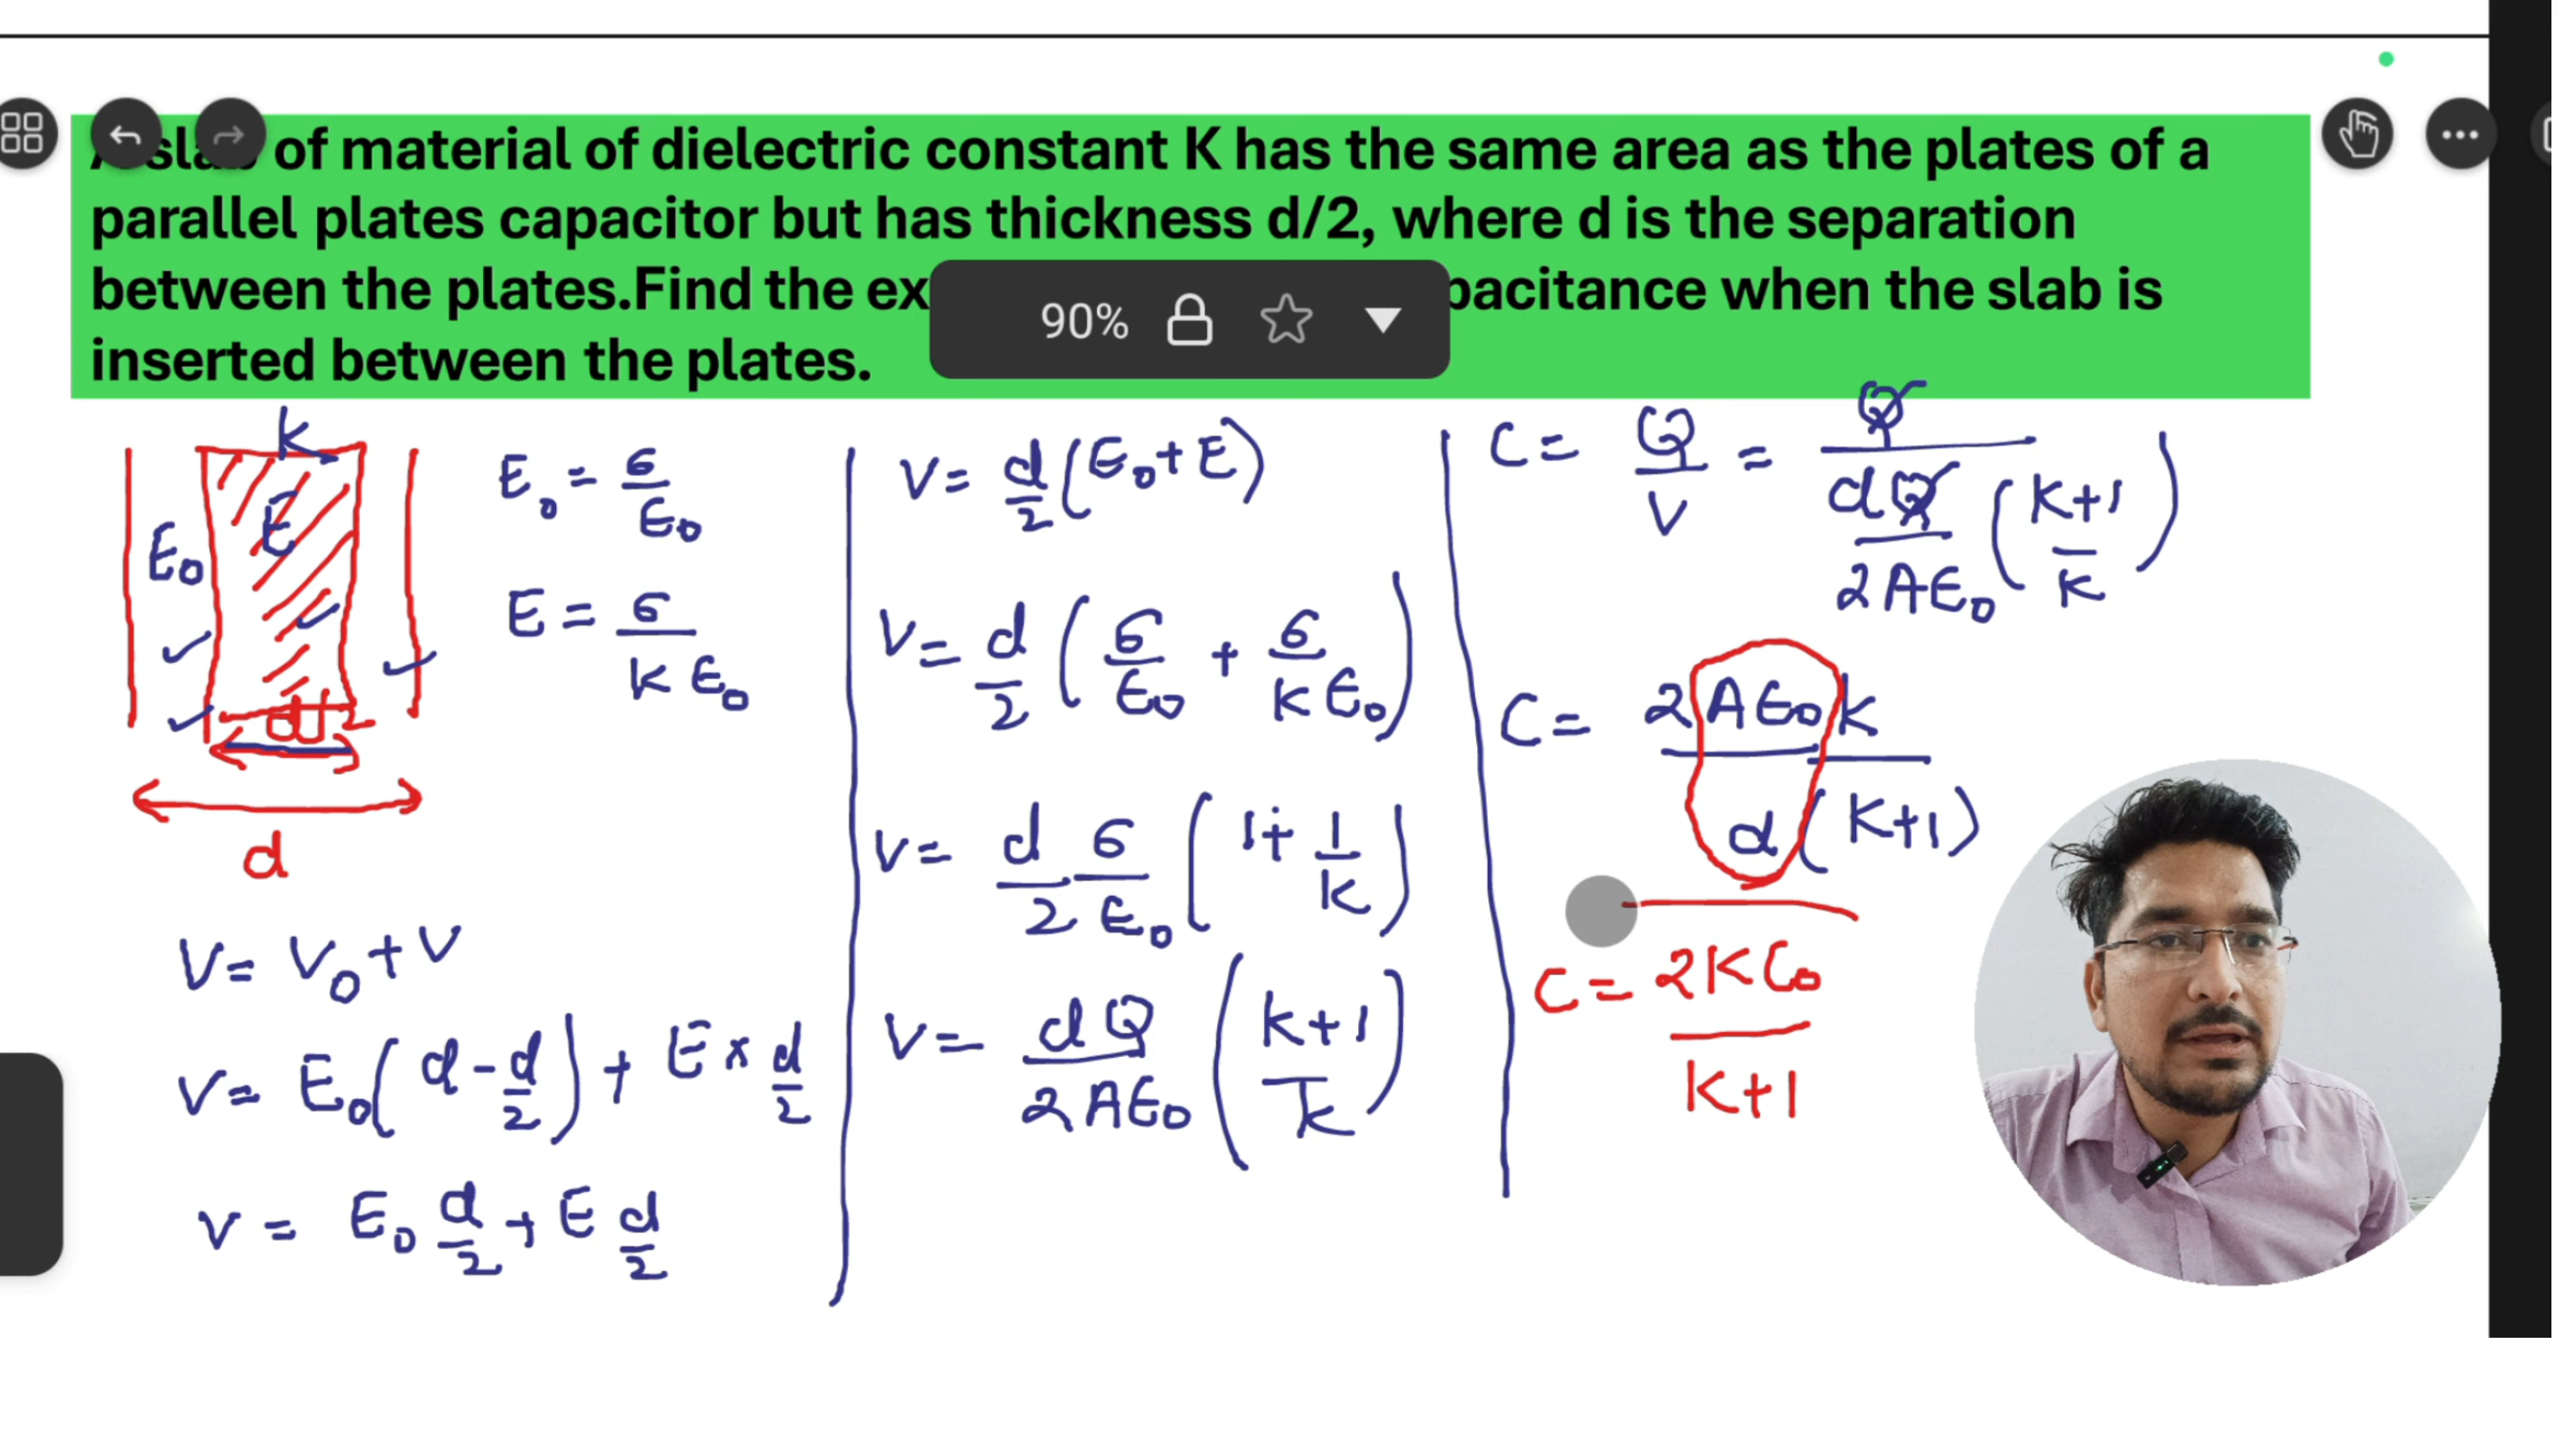 of material of dielectric constant K has the same area as the plates of a
parallel plates capacitor but has thickness d/2, where d is the separation
between the plates.Find the ex pacitance when the slab is
inserted between the plates.
90%
K
E
E₀
d/2
d
E₀ = σ/ε₀
E = σ/(K ε₀)
V = V₀ + V
V = E₀(d - d/2) + E × d/2
V = E₀ d/2 + E d/2
V = d/2 (E₀ + E)
V = d/2 (σ/ε₀ + σ/(K ε₀))
V = d/2 σ/ε₀ (1 + 1/K)
V = dQ/(2Aε₀) ((K+1)/K)
C = Q/V = Q/(dQ/(2Aε₀) ((K+1)/K))
C = 2Aε₀K/(d(K+1))
C = 2KC₀/(K+1)